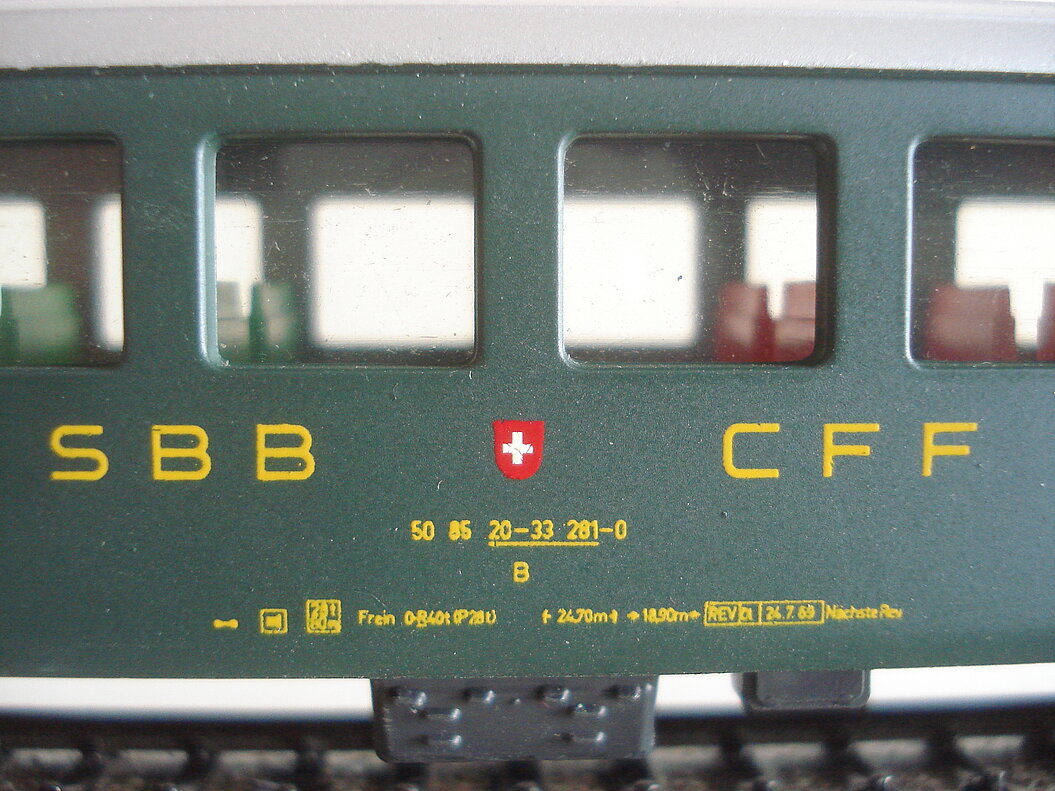 SBB CFF
50 85 20-33 281-0
B
Frein O-B40t (P28t) 24,70m 18,90m REV 24.7.69 Nächste Rev